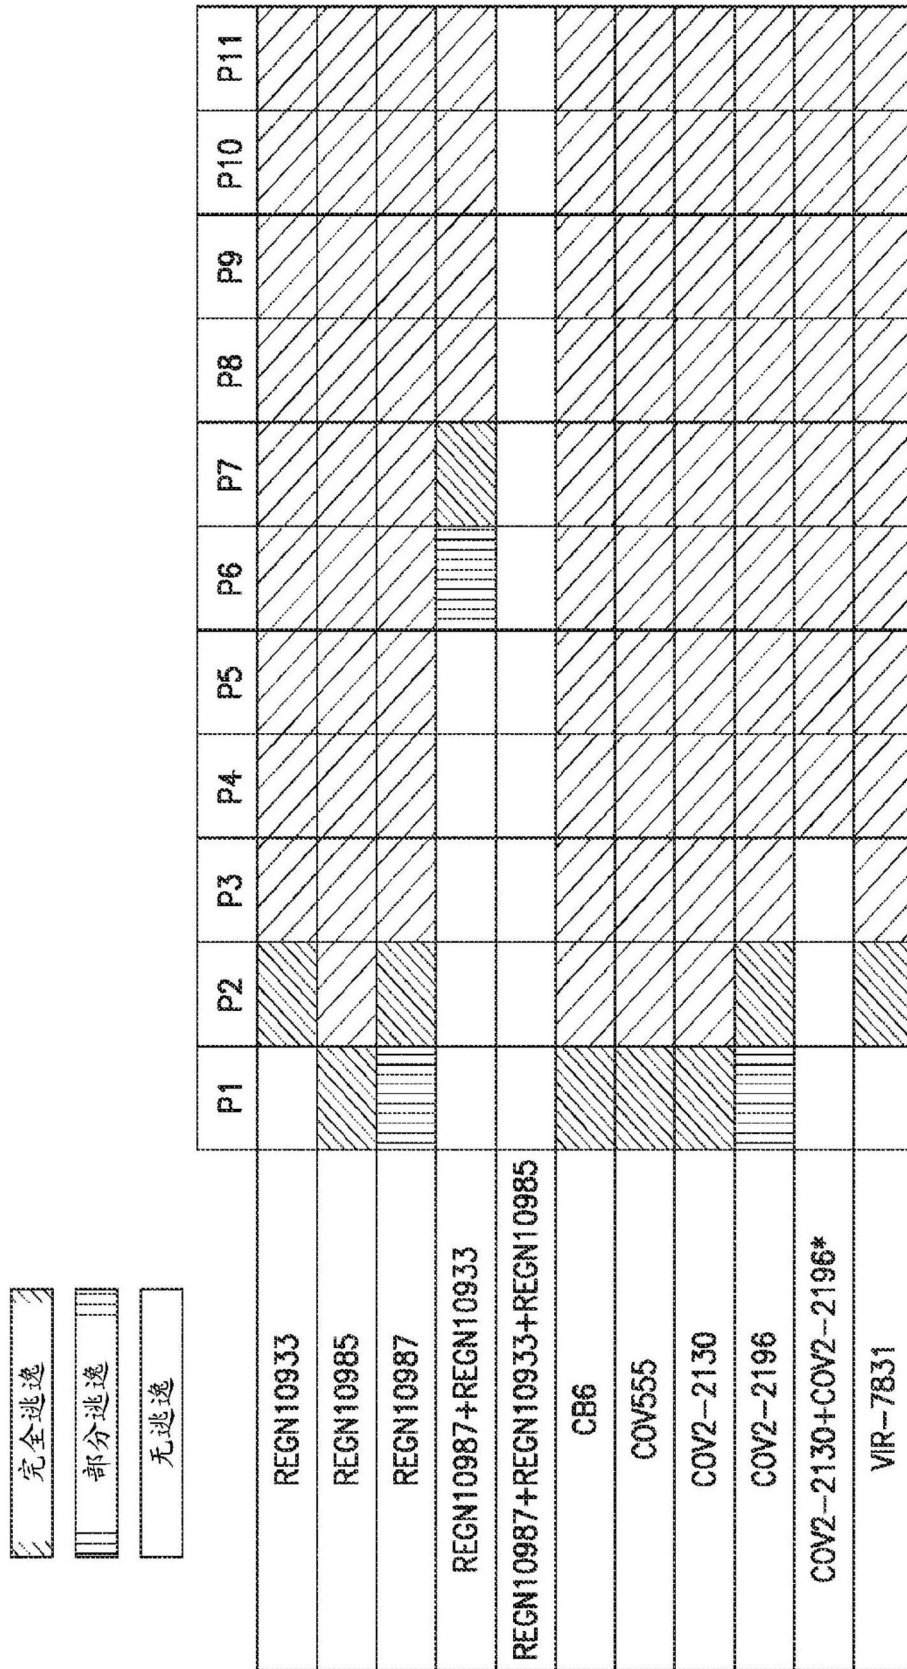 完全逃逸
部分逃逸
无逃逸
P1 P2 P3 P4 P5 P6 P7 P8 P9 P10 P11
REGN10933
REGN10985
REGN10987
REGN10987+REGN10933
REGN10987+REGN10933+REGN10985
CB6
COV555
COV2-2130
COV2-2196
COV2-2130+COV2-2196*
VIR-7831